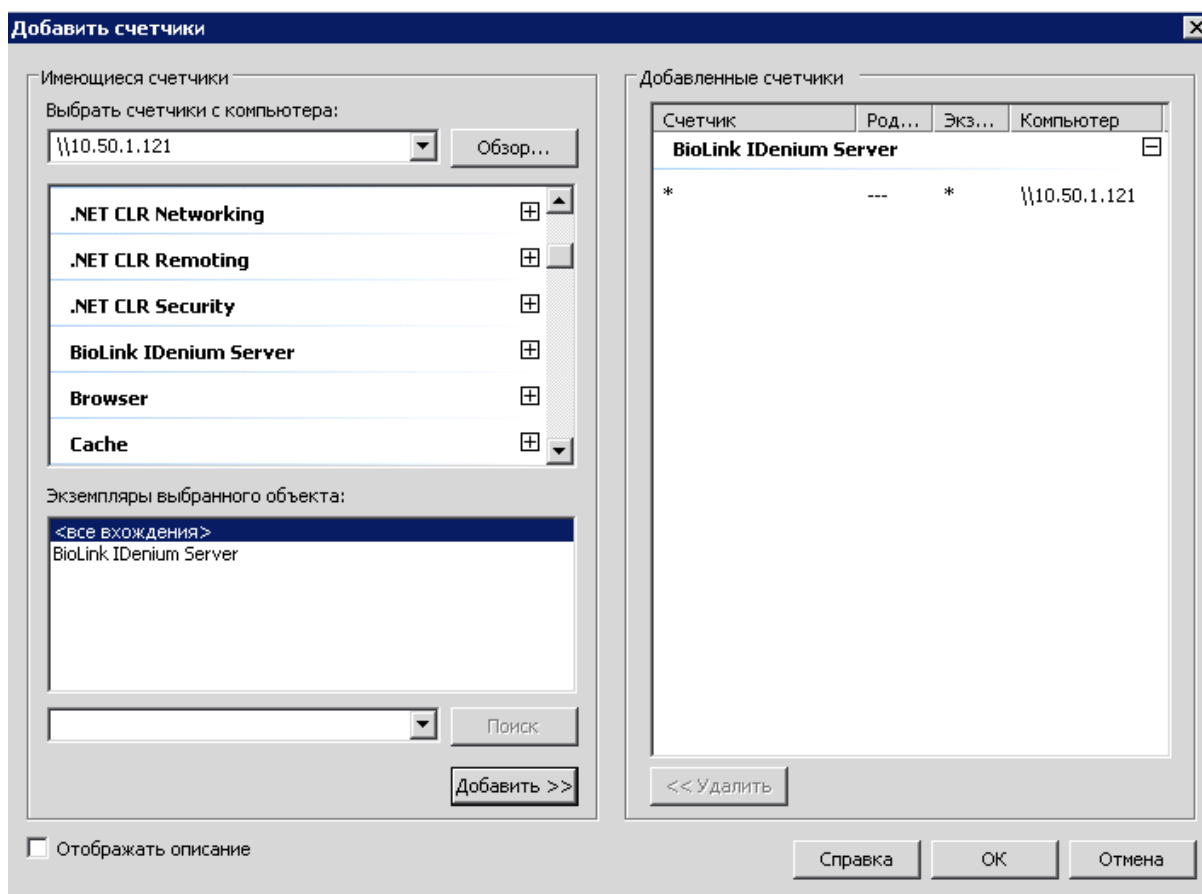 Добавить счетчики
Имеющиеся счетчики
Выбрать счетчики с компьютера:
\\10.50.1.121
Обзор...
.NET CLR Networking
.NET CLR Remoting
.NET CLR Security
BioLink IDenium Server
Browser
Cache
Экземпляры выбранного объекта:
<все вхождения>
BioLink IDenium Server
Поиск
Добавить >>
Отображать описание
Добавленные счетчики
Счетчик Род... Экз... Компьютер
BioLink IDenium Server
* --- * \\10.50.1.121
<< Удалить
Справка ОК Отмена